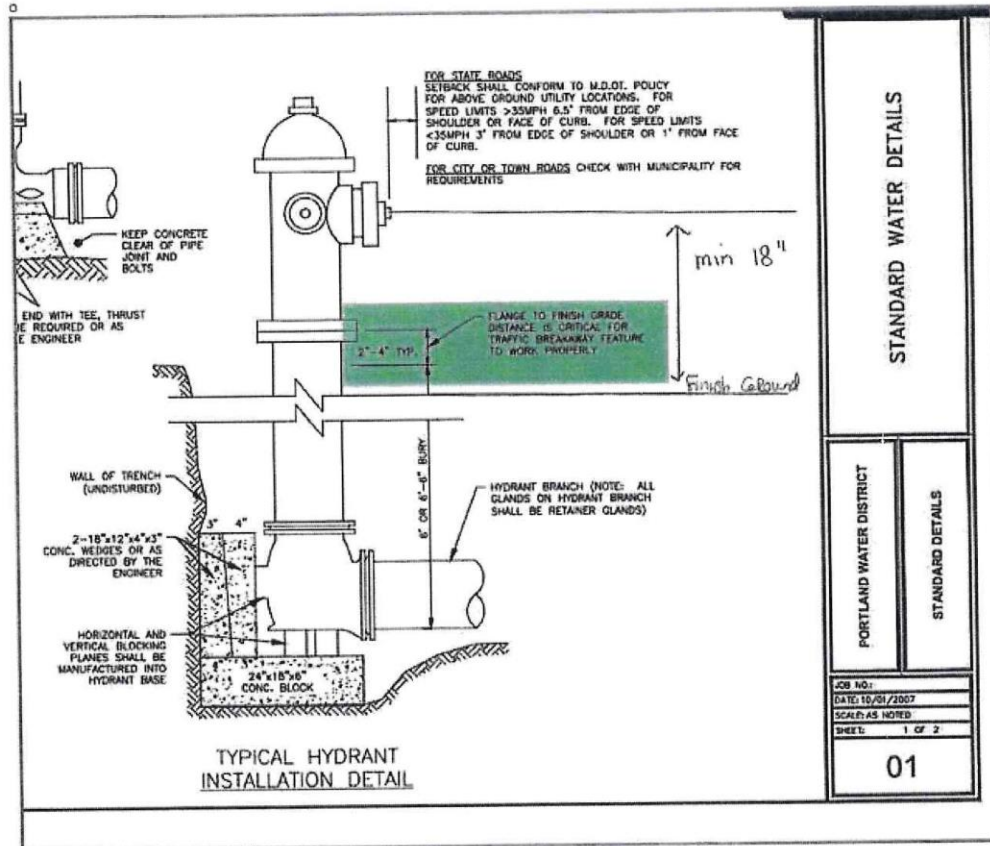 FOR STATE ROADS
SETBACK SHALL CONFORM TO M.D.OT. POLICY
FOR ABOVE GROUND UTILITY LOCATIONS. FOR
SPEED LIMITS >35MPH 6.5' FROM EDGE OF
SHOULDER OR FACE OF CURB. FOR SPEED LIMITS
<35MPH 3' FROM EDGE OF SHOULDER OR 1' FROM FACE
OF CURB.
FOR CITY OR TOWN ROADS CHECK WITH MUNICIPALITY FOR
REQUIREMENTS
KEEP CONCRETE
CLEAR OF PIPE
JOINT AND
BOLTS
END WITH TEE, THRUST
E REQUIRED OR AS
E ENGINEER
min 18"
FLANGE TO FINISH GRADE
DISTANCE IS CRITICAL FOR
TRAFFIC BREAKAWAY FEATURE
TO WORK PROPERLY
2"-4" TYP.
Finish Ground
6' OR 6'-6" BURY
WALL OF TRENCH
(UNDISTURBED)
HYDRANT BRANCH (NOTE: ALL
GLANDS ON HYDRANT BRANCH
SHALL BE RETAINER GLANDS)
3" 4"
2-18"x12"x4"x3"
CONC. WEDGES OR AS
DIRECTED BY THE
ENGINEER
HORIZONTAL AND
VERTICAL BLOCKING
PLANES SHALL BE
MANUFACTURED INTO
HYDRANT BASE
4" 3"
24"x18"x6"
CONC. BLOCK
TYPICAL HYDRANT
INSTALLATION DETAIL
STANDARD WATER DETAILS
PORTLAND WATER DISTRICT
STANDARD DETAILS
JOB NO.:
DATE: 10/01/2007
SCALE: AS NOTED
SHEET: 1 OF 2
01